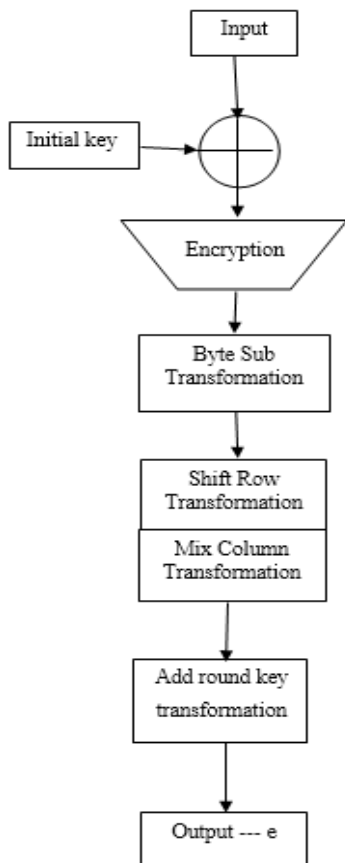 Input
Initial key
Encryption
Byte Sub
Transformation
Shift Row
Transformation
Mix Column
Transformation
Add round key
transformation
Output --- e